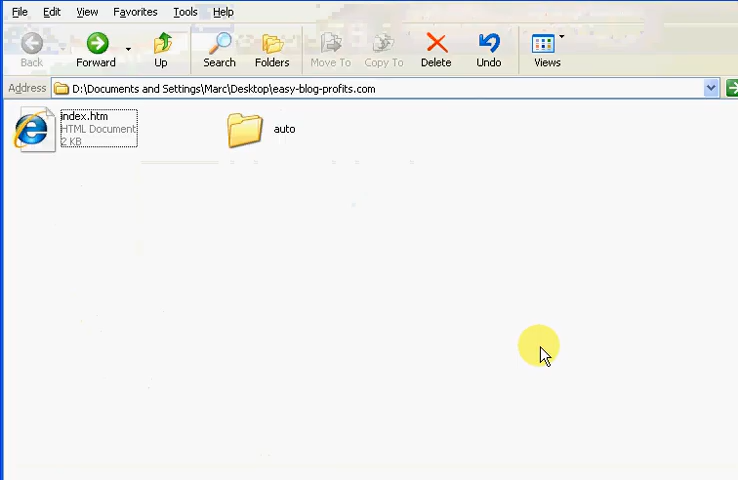 File Edit View Favorites Tools Help
Back Forward Up Search Folders Move To Copy To Delete Undo Views
Address D:\Documents and Settings\Marc\Desktop\easy-blog-profits.com
index.htm
HTML Document
2 KB
auto